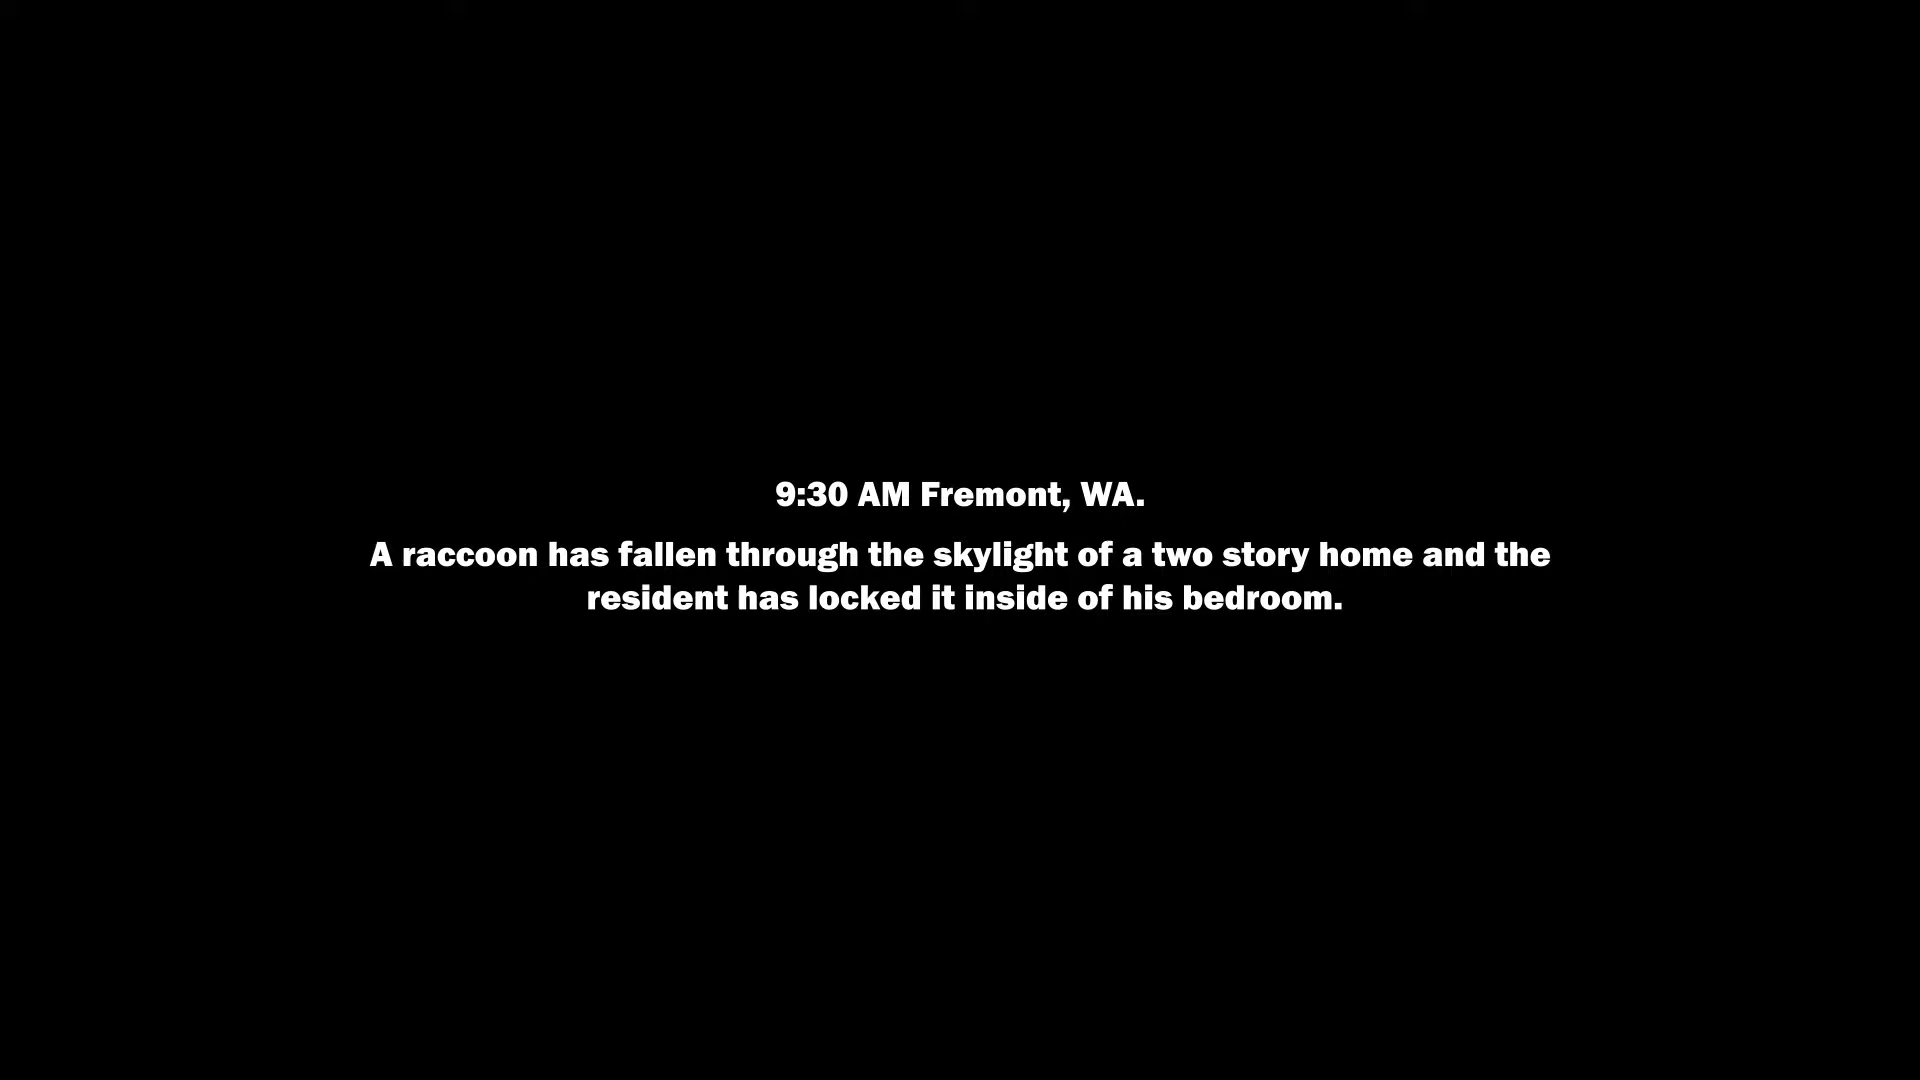 9:30 AM Fremont, WA.
A raccoon has fallen through the skylight of a two story home and the
resident has locked it inside of his bedroom.